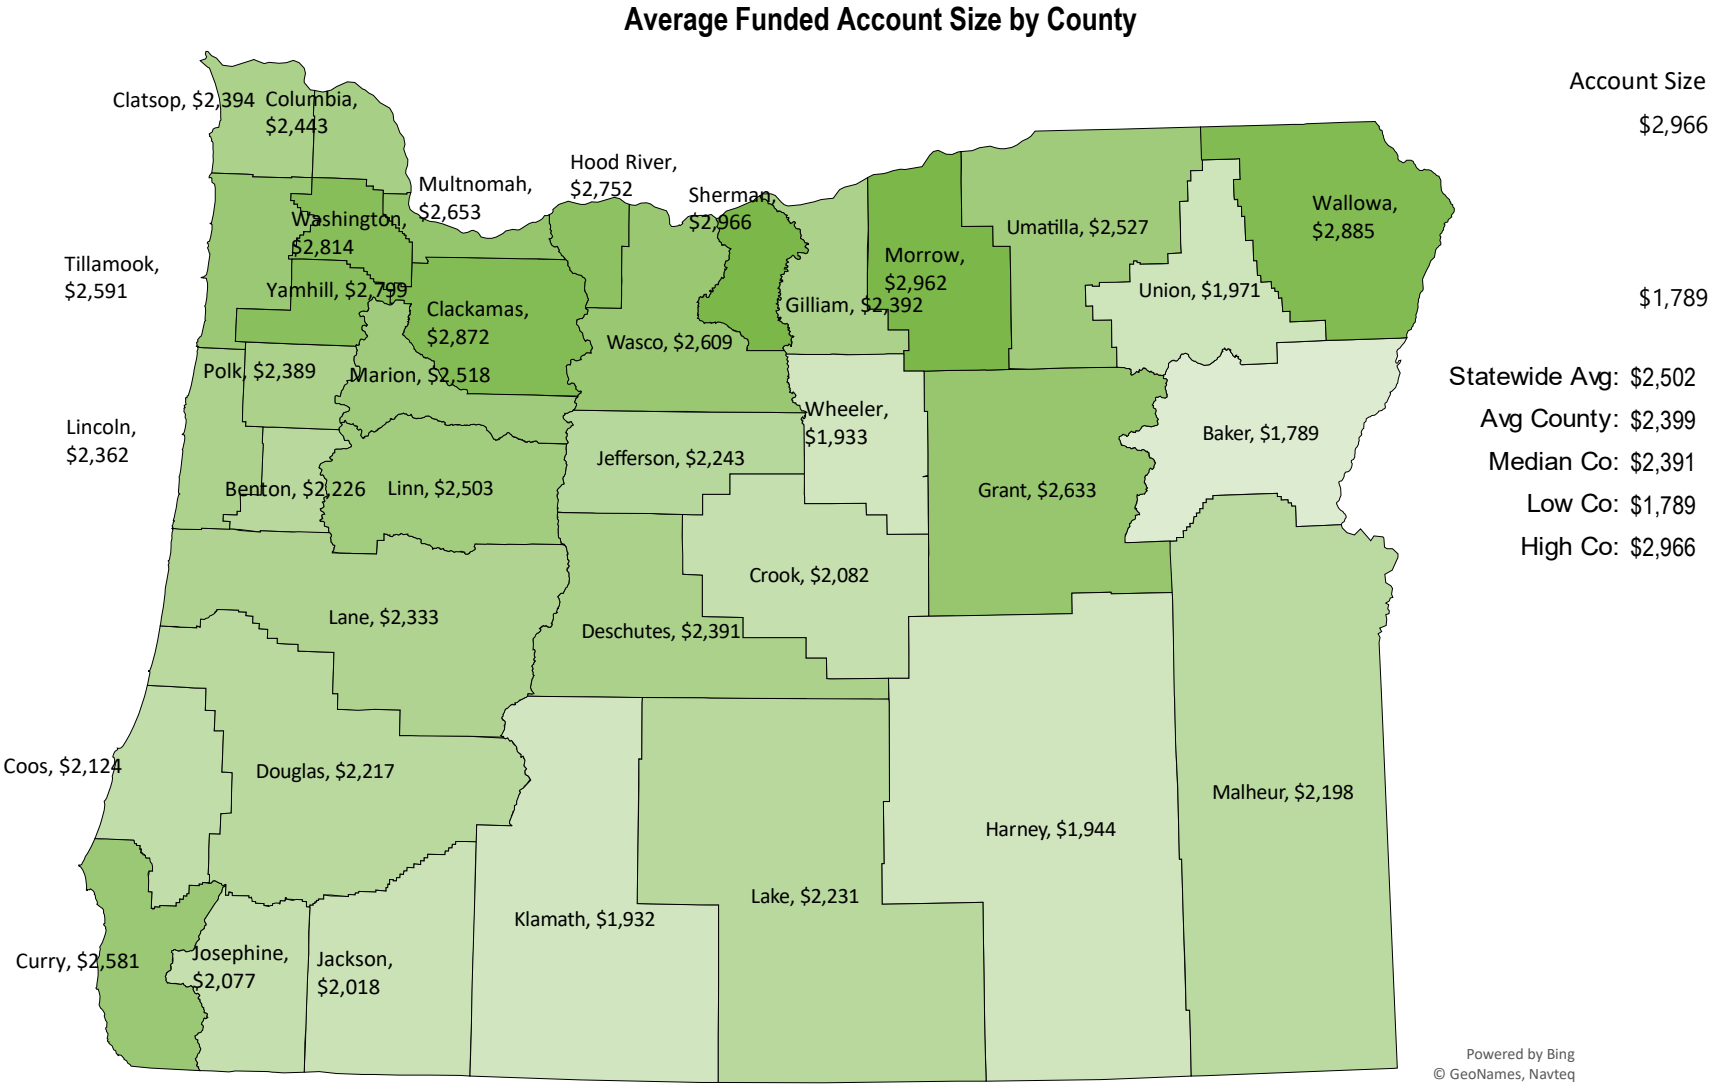 Average Funded Account Size by County
Account Size
$2,966
$1,789
Statewide Avg: $2,502
Avg County: $2,399
Median Co: $2,391
Low Co: $1,789
High Co: $2,966
Clatsop, $2,394
Columbia,
$2,443
Multnomah,
$2,653
Hood River,
$2,752
Sherman,
$2,966
Washington,
$2,814
Tillamook,
$2,591
Yamhill, $2,799
Clackamas,
$2,872
Wasco, $2,609
Gilliam, $2,392
Morrow,
$2,962
Umatilla, $2,527
Union, $1,971
Wallowa,
$2,885
Polk, $2,389
Marion, $2,518
Lincoln,
$2,362
Benton, $2,226
Linn, $2,503
Jefferson, $2,243
Wheeler,
$1,933
Grant, $2,633
Baker, $1,789
Crook, $2,082
Lane, $2,333
Deschutes, $2,391
Coos, $2,124
Douglas, $2,217
Harney, $1,944
Malheur, $2,198
Lake, $2,231
Klamath, $1,932
Curry, $2,581
Josephine,
$2,077
Jackson,
$2,018
Powered by Bing
© GeoNames, Navteq